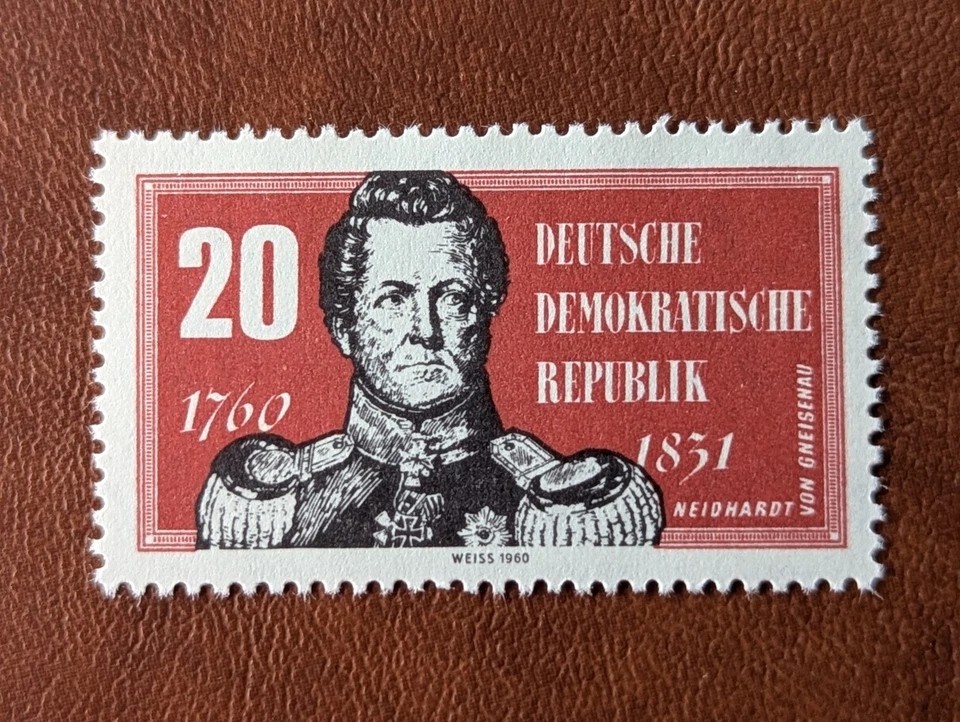 20
1760
DEUTSCHE
DEMOKRATISCHE
REPUBLIK
1831
NEIDHARDT
VON GNEISENAU
WEISS 1960